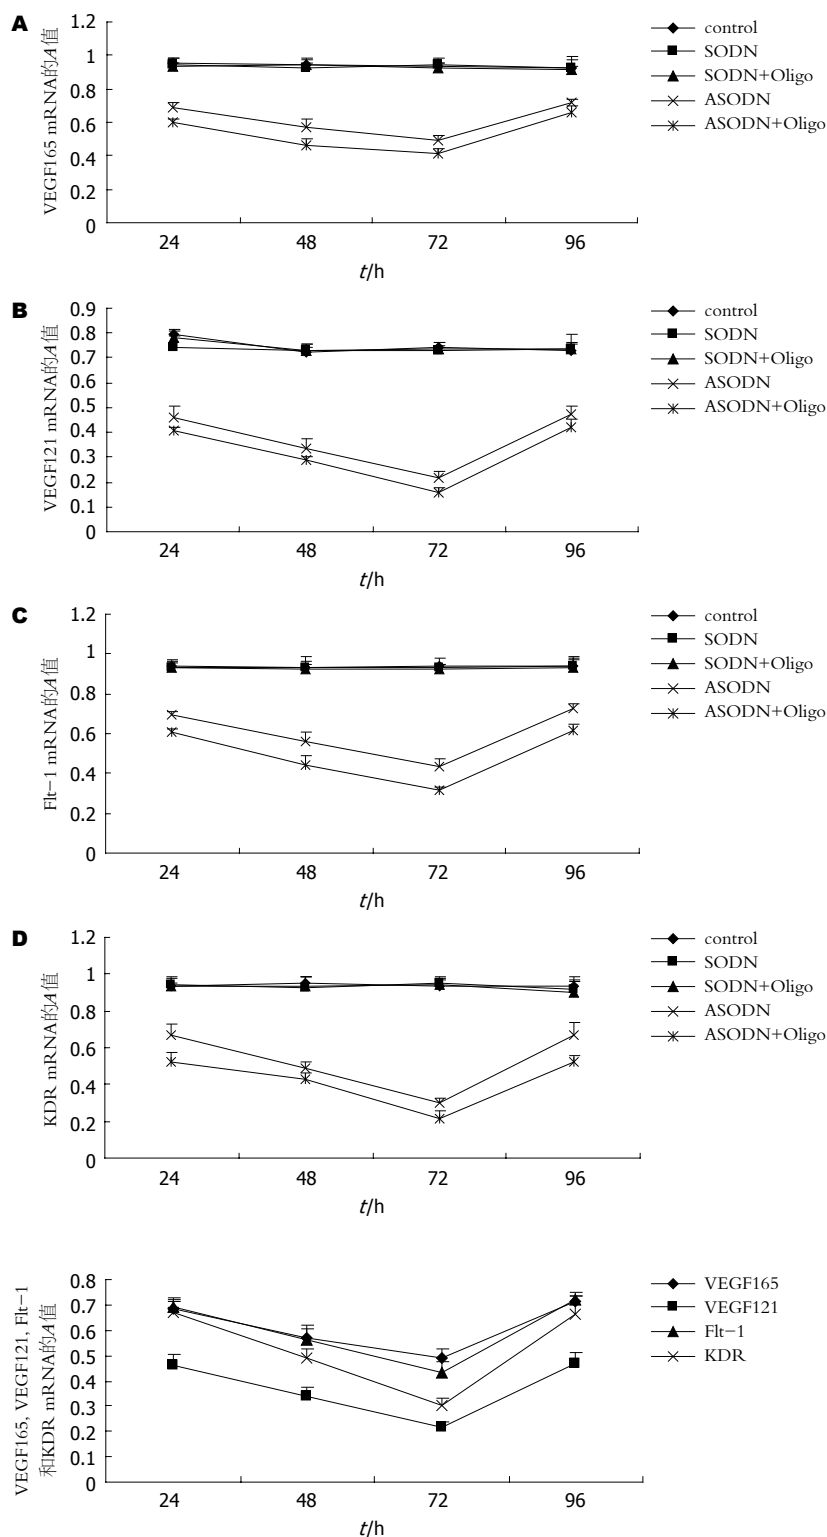 A
VEGF165 mRNA的A值
1.2
1
0.8
0.6
0.4
0.2
0
24 48 72 96
t/h
control
SODN
SODN+Oligo
ASODN
ASODN+Oligo
B
VEGF121 mRNA的A值
0.9
0.8
0.7
0.6
0.5
0.4
0.3
0.2
0.1
0
24 48 72 96
t/h
control
SODN
SODN+Oligo
ASODN
ASODN+Oligo
C
Flt-1 mRNA的A值
1.2
1
0.8
0.6
0.4
0.2
0
24 48 72 96
t/h
control
SODN
SODN+Oligo
ASODN
ASODN+Oligo
D
KDR mRNA的A值
1.2
1
0.8
0.6
0.4
0.2
0
24 48 72 96
t/h
control
SODN
SODN+Oligo
ASODN
ASODN+Oligo
VEGF165, VEGF121, Flt-1
和KDR mRNA的A值
0.8
0.7
0.6
0.5
0.4
0.3
0.2
0.1
0
24 48 72 96
t/h
VEGF165
VEGF121
Flt-1
KDR